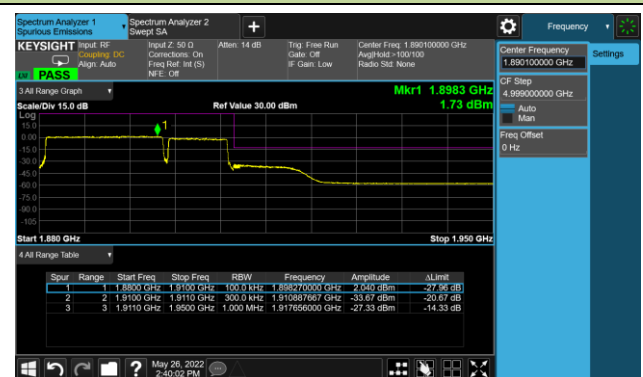 Spectrum Analyzer 1
Spurious Emissions
Spectrum Analyzer 2
Swept SA
+
Frequency
KEYSIGHT
Input: RF
Coupling: DC
Align: Auto
Input Z: 50 Ω
Corrections: On
Freq Ref: Int (S)
NFE: Off
Atten: 14 dB
Trig: Free Run
Gate: Off
IF Gain: Low
Center Freq: 1.890100000 GHz
Avg|Hold:>100/100
Radio Std: None
PASS
Center Frequency
1.890100000 GHz
Settings
CF Step
4.999000000 GHz
Auto
Man
Freq Offset
0 Hz
3 All Range Graph
Mkr1 1.8983 GHz
Scale/Div 15.0 dB
Ref Value 30.00 dBm
1.73 dBm
Log
15.0
0.00
-15.0
-30.0
-45.0
-60.0
-75.0
-90.0
-105
1
Start 1.880 GHz
Stop 1.950 GHz
4 All Range Table
Spur Range Start Freq Stop Freq RBW Frequency Amplitude ΔLimit
1 1 1.8800 GHz 1.9100 GHz 100.0 kHz 1.898270000 GHz 2.040 dBm -27.96 dB
2 2 1.9100 GHz 1.9110 GHz 300.0 kHz 1.910887667 GHz -33.67 dBm -20.67 dB
3 3 1.9110 GHz 1.9500 GHz 1.000 MHz 1.917656000 GHz -27.33 dBm -14.33 dB
?
May 26, 2022
2:40:02 PM